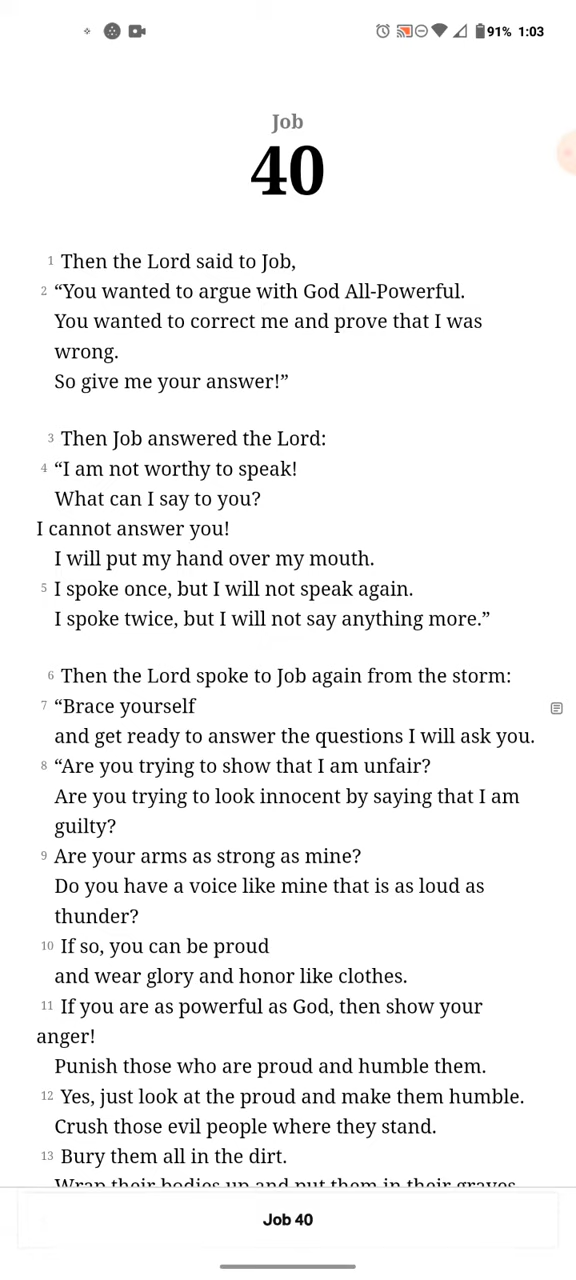 91% 1:03
Job
40
1 Then the Lord said to Job,
2 “You wanted to argue with God All-Powerful.
You wanted to correct me and prove that I was
wrong.
So give me your answer!”
3 Then Job answered the Lord:
4 “I am not worthy to speak!
What can I say to you?
I cannot answer you!
I will put my hand over my mouth.
5 I spoke once, but I will not speak again.
I spoke twice, but I will not say anything more.”
6 Then the Lord spoke to Job again from the storm:
7 “Brace yourself
and get ready to answer the questions I will ask you.
8 “Are you trying to show that I am unfair?
Are you trying to look innocent by saying that I am
guilty?
9 Are your arms as strong as mine?
Do you have a voice like mine that is as loud as
thunder?
10 If so, you can be proud
and wear glory and honor like clothes.
11 If you are as powerful as God, then show your
anger!
Punish those who are proud and humble them.
12 Yes, just look at the proud and make them humble.
Crush those evil people where they stand.
13 Bury them all in the dirt.
Wrap their bodies up and put them in their graves
Job 40